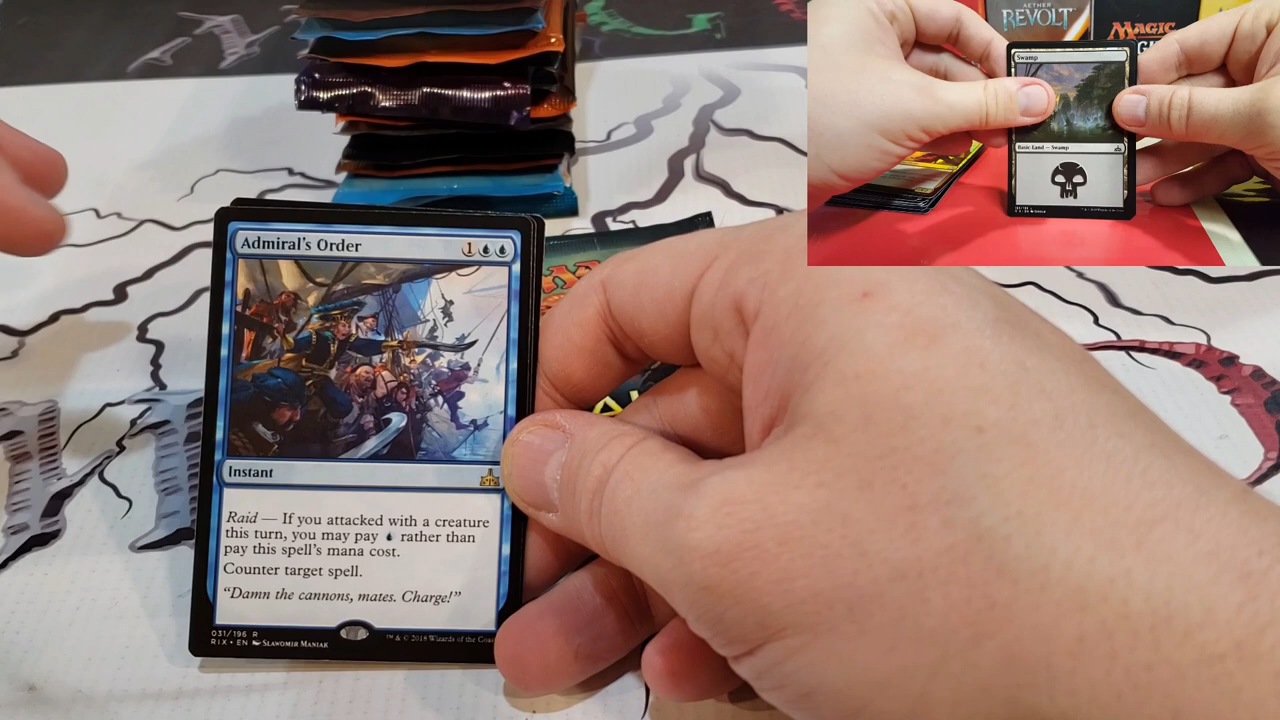 Admiral's Order 1
Instant
Raid — If you attacked with a creature
this turn, you may pay rather than
pay this spell's mana cost.
Counter target spell.
"Damn the cannons, mates. Charge!"
031/196 R
RIX • EN SLAWOMIR MANIAK
™ & © 2018 Wizards of the Coas
AETHER
REVOLT
MAGIC
Swamp
Basic Land — Swamp